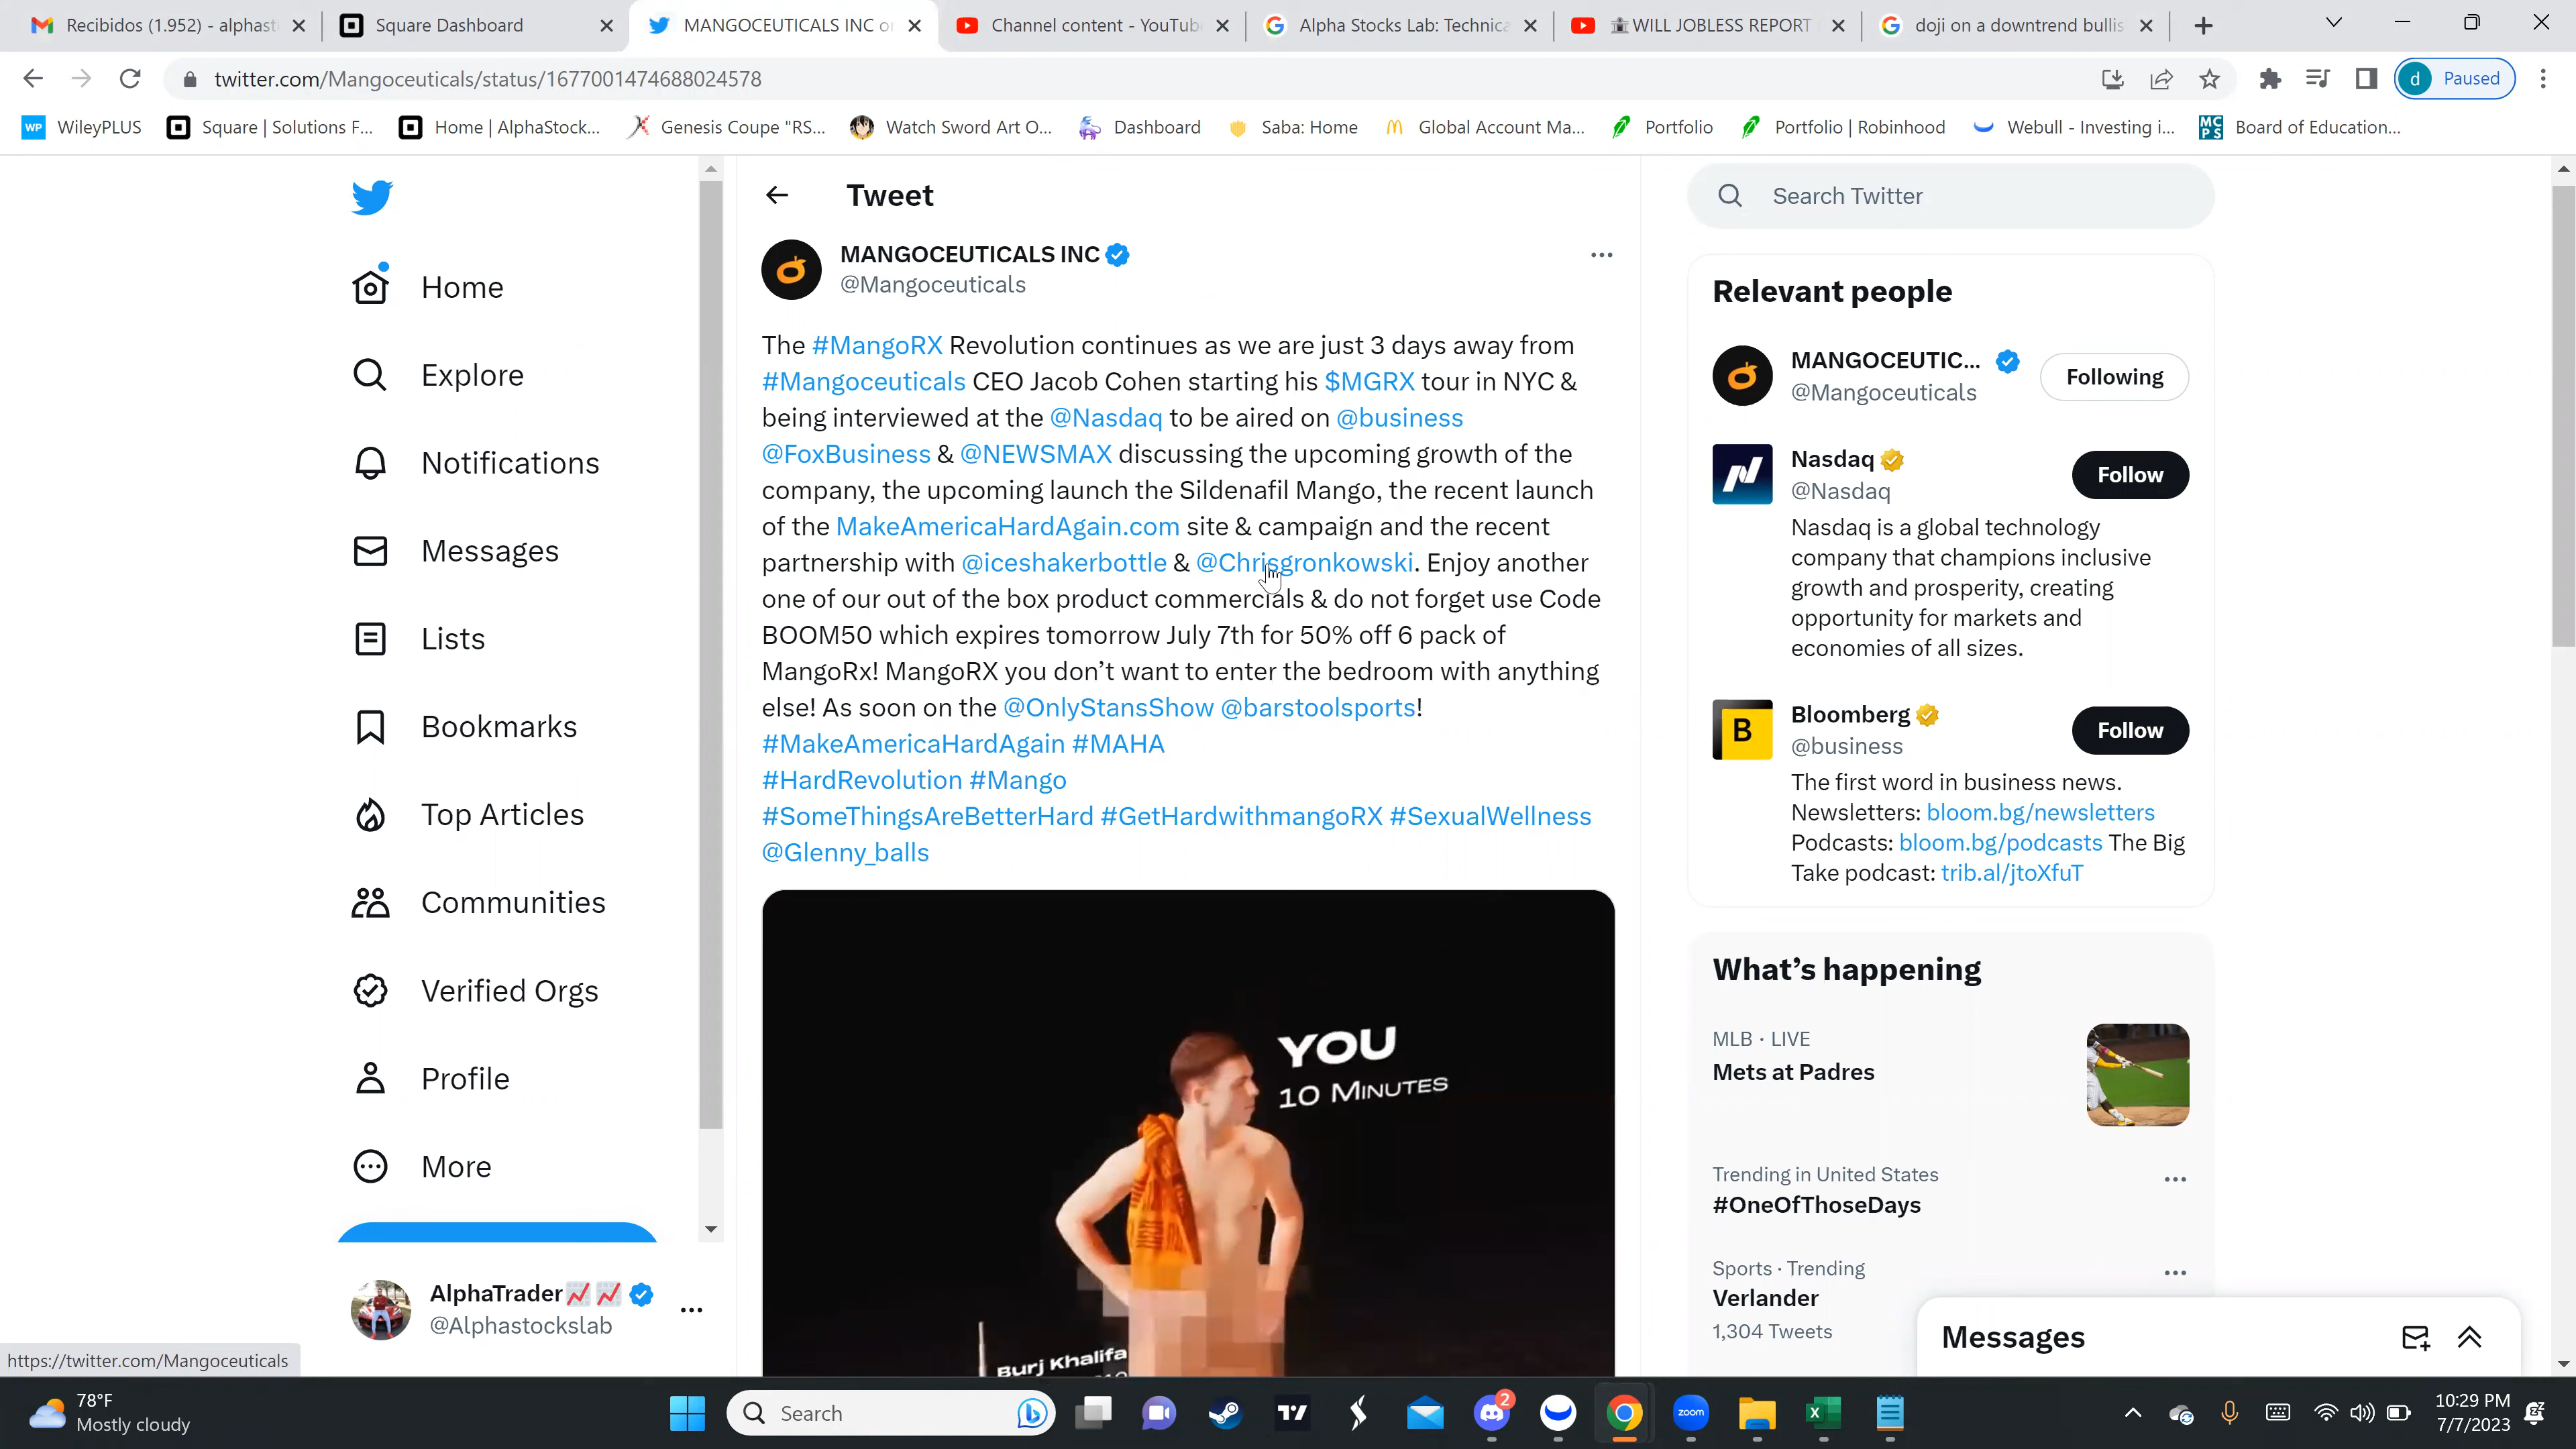 Recibidos (1.952) - alphast
Square Dashboard
MANGOCEUTICALS INC o
Channel content - YouTub
Alpha Stocks Lab: Technica
🏦WILL JOBLESS REPORT
doji on a downtrend bullis
twitter.com/Mangoceuticals/status/1677001474688024578
d Paused
WP WileyPLUS
Square | Solutions F...
Home | AlphaStock...
Genesis Coupe "RS...
Watch Sword Art O...
Dashboard
Saba: Home
Global Account Ma...
Portfolio
Portfolio | Robinhood
Webull - Investing i...
MCPS Board of Education...
Home
Explore
Notifications
Messages
Lists
Bookmarks
Top Articles
Communities
Verified Orgs
Profile
More
AlphaTrader📈📈
@Alphastockslab
https://twitter.com/Mangoceuticals
Tweet
MANGOCEUTICALS INC
@Mangoceuticals
The #MangoRX Revolution continues as we are just 3 days away from
#Mangoceuticals CEO Jacob Cohen starting his $MGRX tour in NYC &
being interviewed at the @Nasdaq to be aired on @business
@FoxBusiness & @NEWSMAX discussing the upcoming growth of the
company, the upcoming launch the Sildenafil Mango, the recent launch
of the MakeAmericaHardAgain.com site & campaign and the recent
partnership with @iceshakerbottle & @Chrisgronkowski. Enjoy another
one of our out of the box product commercials & do not forget use Code
BOOM50 which expires tomorrow July 7th for 50% off 6 pack of
MangoRx! MangoRX you don’t want to enter the bedroom with anything
else! As soon on the @OnlyStansShow @barstoolsports!
#MakeAmericaHardAgain #MAHA
#HardRevolution #Mango
#SomeThingsAreBetterHard #GetHardwithmangoRX #SexualWellness
@Glenny_balls
YOU
10 MINUTES
Burj Khalifa
Search Twitter
Relevant people
MANGOCEUTIC...
@Mangoceuticals
Following
Nasdaq
@Nasdaq
Follow
Nasdaq is a global technology
company that champions inclusive
growth and prosperity, creating
opportunity for markets and
economies of all sizes.
B
Bloomberg
@business
Follow
The first word in business news.
Newsletters: bloom.bg/newsletters
Podcasts: bloom.bg/podcasts The Big
Take podcast: trib.al/jtoXfuT
What’s happening
MLB · LIVE
Mets at Padres
Trending in United States
#OneOfThoseDays
Sports · Trending
Verlander
1,304 Tweets
Messages
78°F
Mostly cloudy
Search
2
zoom
10:29 PM
7/7/2023